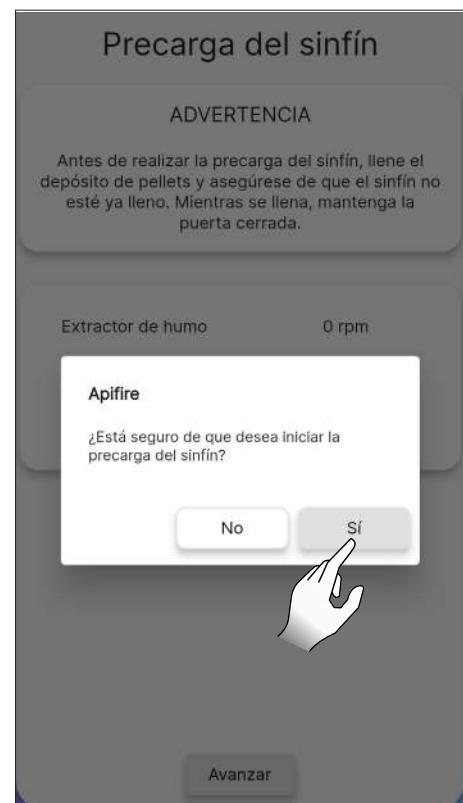 Precarga del sinfín
ADVERTENCIA
Antes de realizar la precarga del sinfín, llene el
depósito de pellets y asegúrese de que el sinfín no
esté ya lleno. Mientras se llena, mantenga la
puerta cerrada.
Extractor de humo 0 rpm
Apifire
¿Está seguro de que desea iniciar la
precarga del sinfín?
No Sí
Avanzar